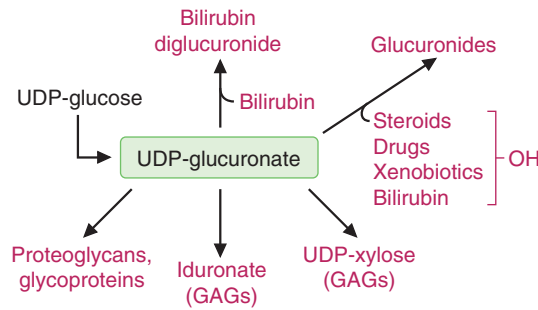 Bilirubin
diglucuronide
Glucuronides
UDP-glucose
Bilirubin
Steroids
Drugs
Xenobiotics
Bilirubin
OH
UDP-glucuronate
Proteoglycans,
glycoproteins
Iduronate
(GAGs)
UDP-xylose
(GAGs)